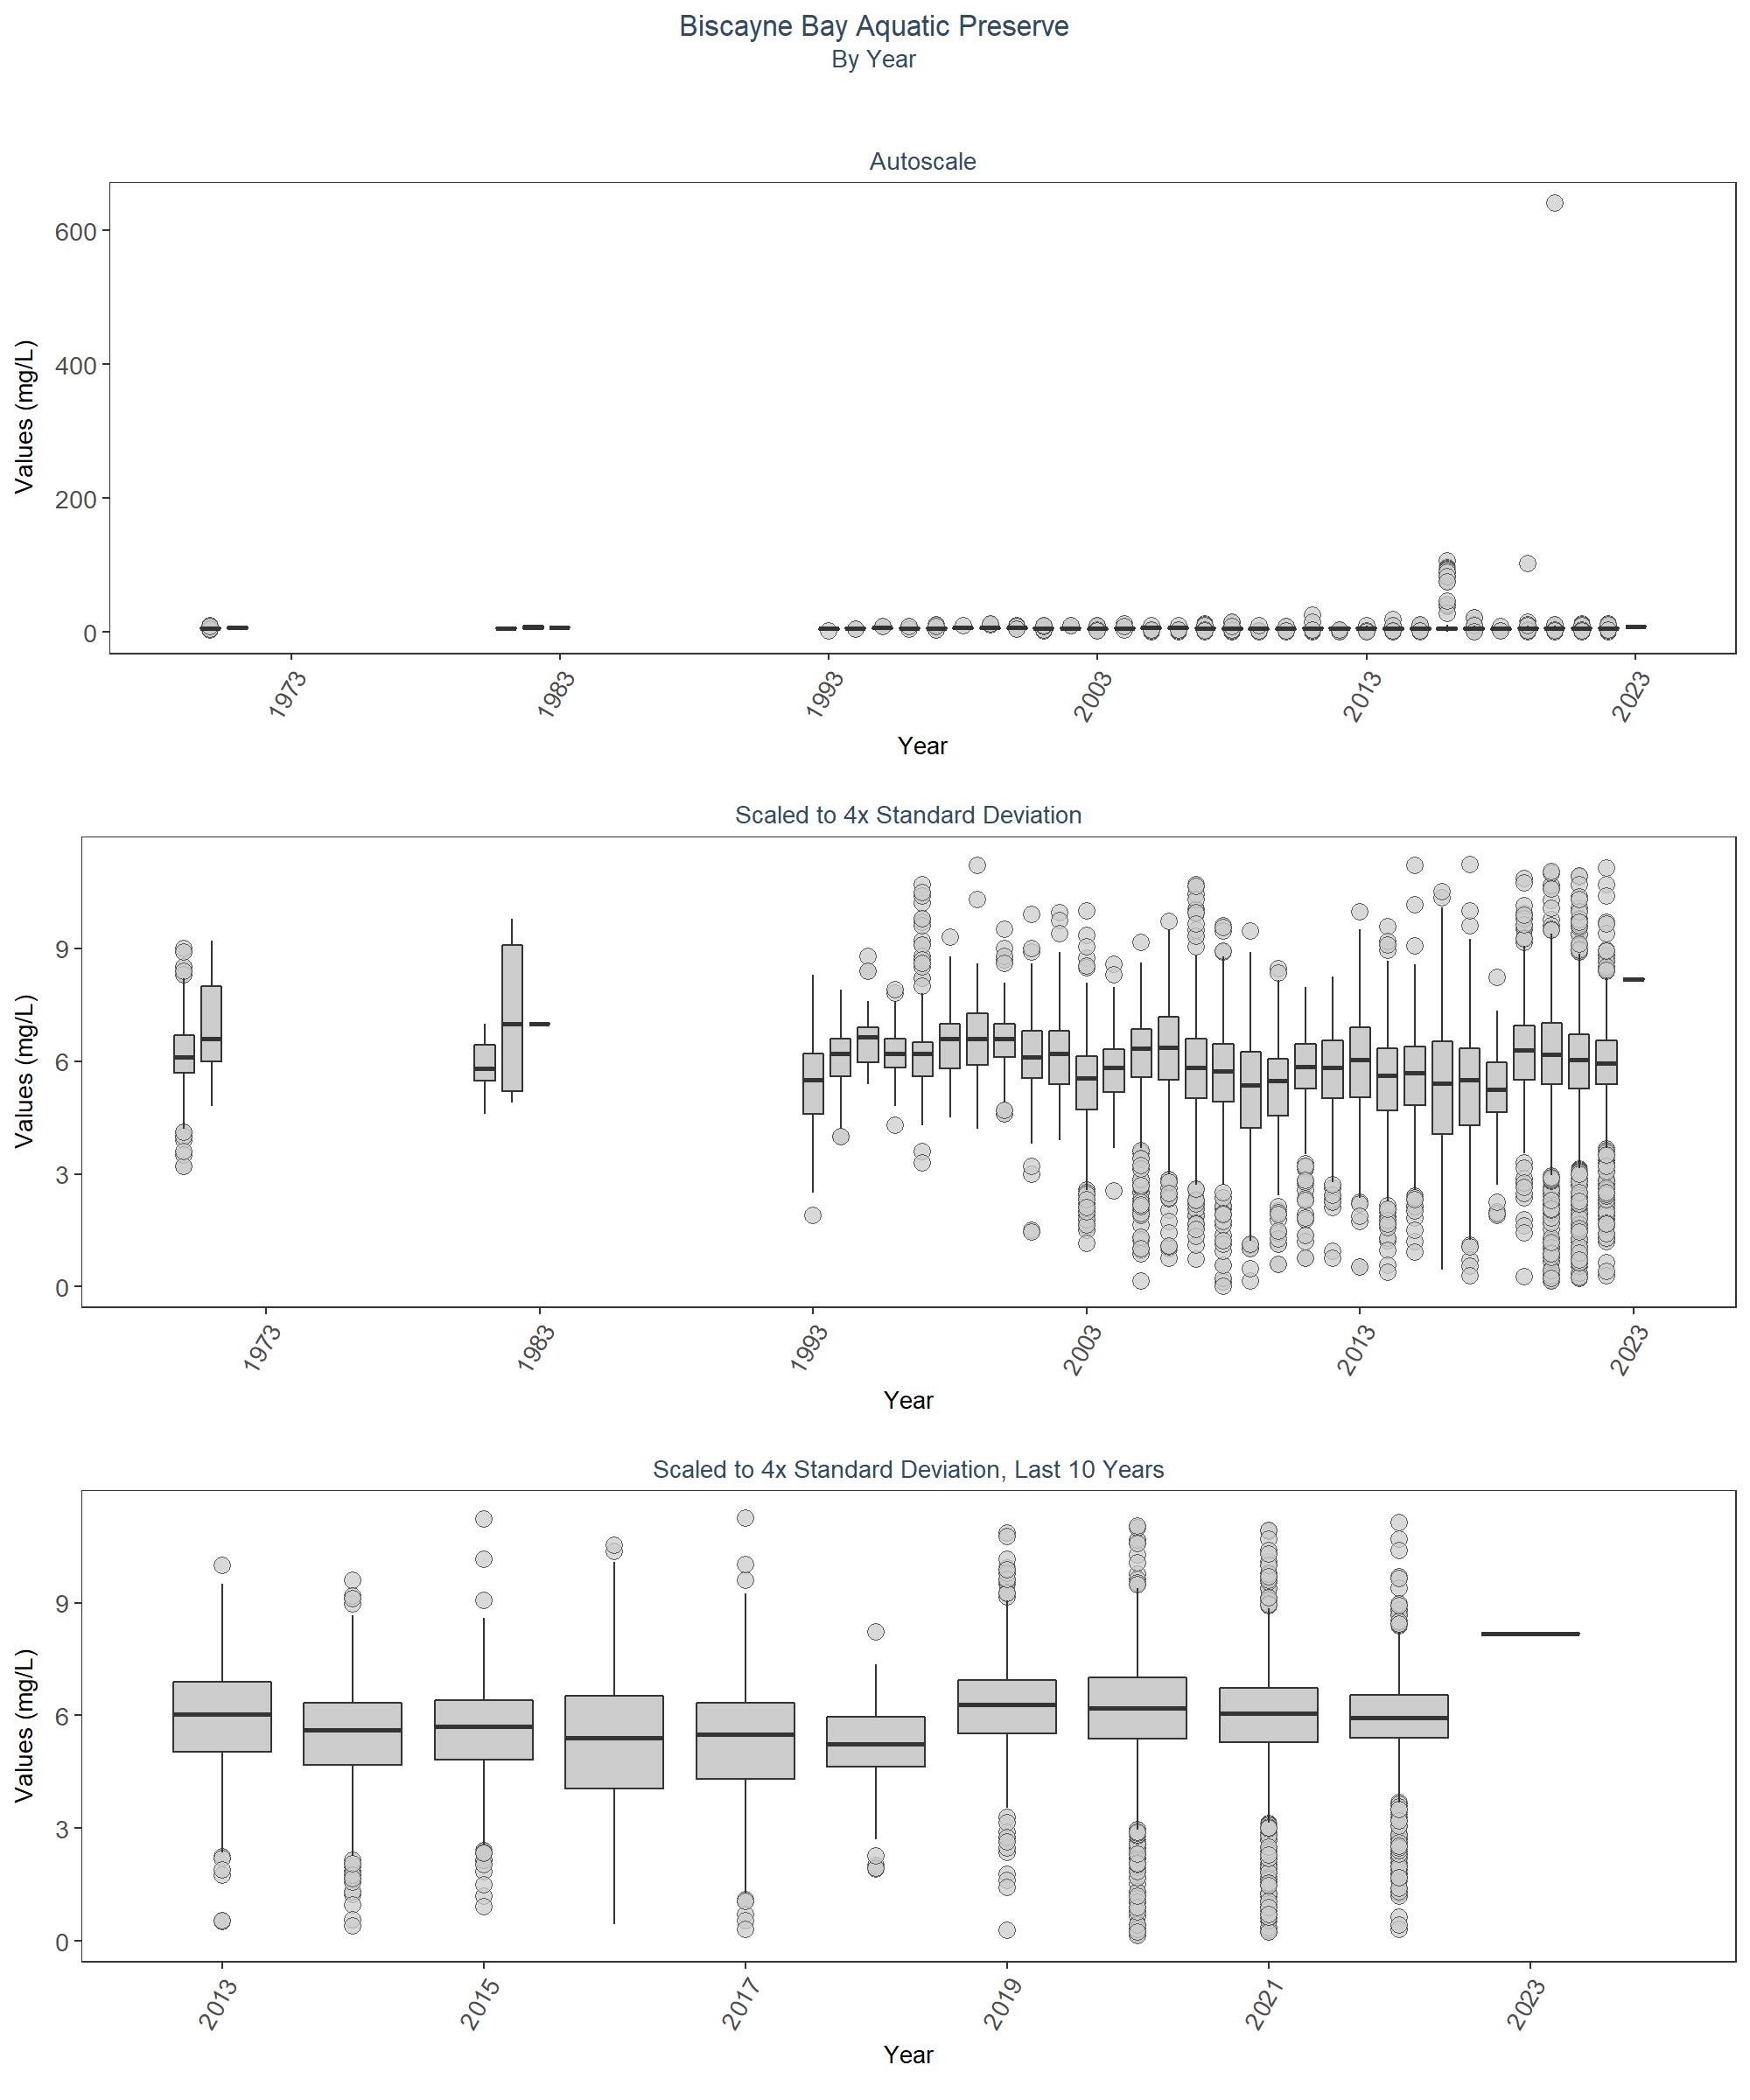 Biscayne Bay Aquatic Preserve
By Year
Autoscale
Values (mg/L)
600
400
200
0
1973 1983 1993 2003 2013 2023
Year
Scaled to 4x Standard Deviation
Values (mg/L)
9
6
3
0
1973 1983 1993 2003 2013 2023
Year
Scaled to 4x Standard Deviation, Last 10 Years
Values (mg/L)
9
6
3
0
2013 2015 2017 2019 2021 2023
Year